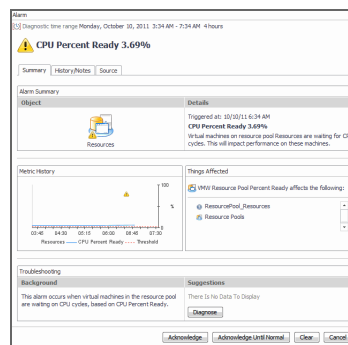 Alarm
Diagnostic time range Monday, October 10, 2011 3:34 AM - 7:34 AM 4 hours
CPU Percent Ready 3.69%
Summary
History/Notes
Source
Alarm Summary
Object
Details
Resources
Triggered at: 10/10/11 6:34 AM
CPU Percent Ready 3.69%
Virtual machines on resource pool Resources are waiting for
cycles. This will impact performance on these machines.
Metric History
Things Affected
100
%
0
03:45 04:30 05:15 06:00 06:45 07:30
Resources CPU Percent Ready Threshold
VMW Resource Pool Percent Ready affects the following:
ResourcePool_Resources
Resource Pools
Troubleshooting
Background
Suggestions
This alarm occurs when virtual machines in the resource pool
are waiting on CPU cycles, based on CPU Percent Ready.
There Is No Data To Display
Diagnose
Acknowledge
Acknowledge Until Normal
Clear
Cancel